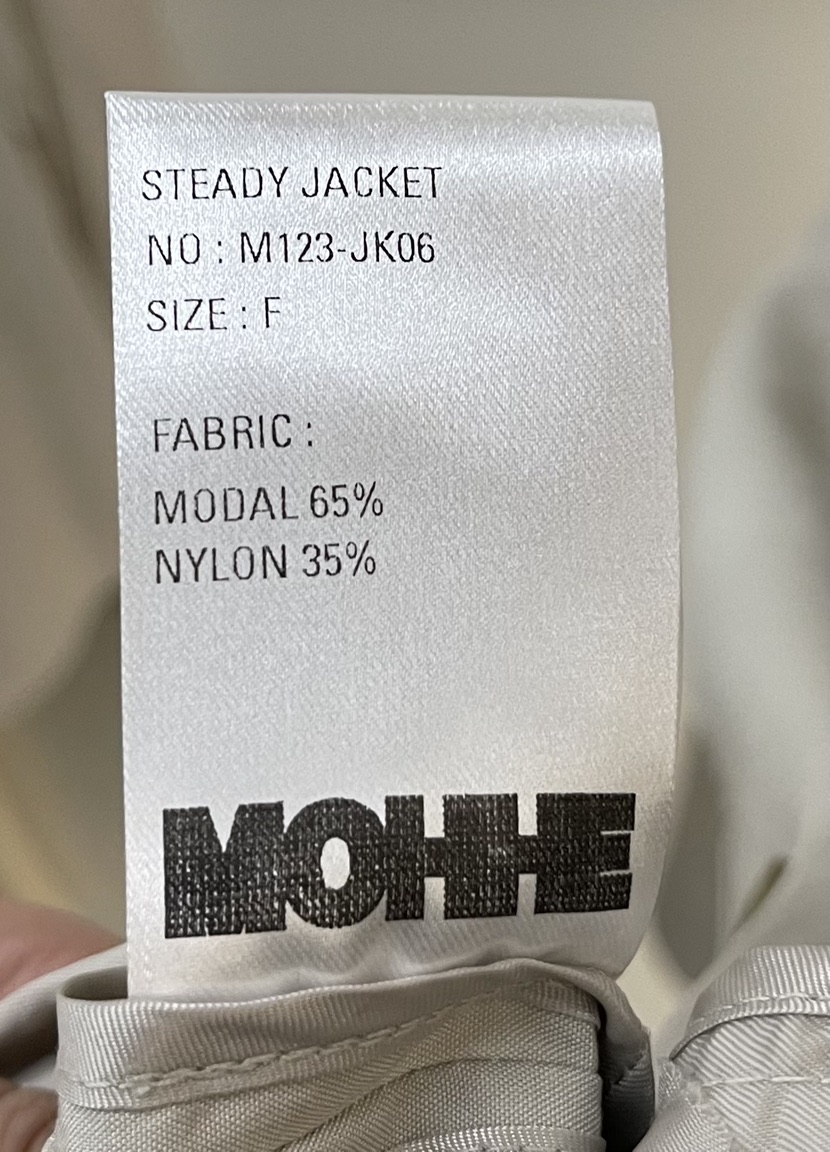 STEADY JACKET
NO : M123-JK06
SIZE : F
FABRIC :
MODAL 65%
NYLON 35%
MOHHE